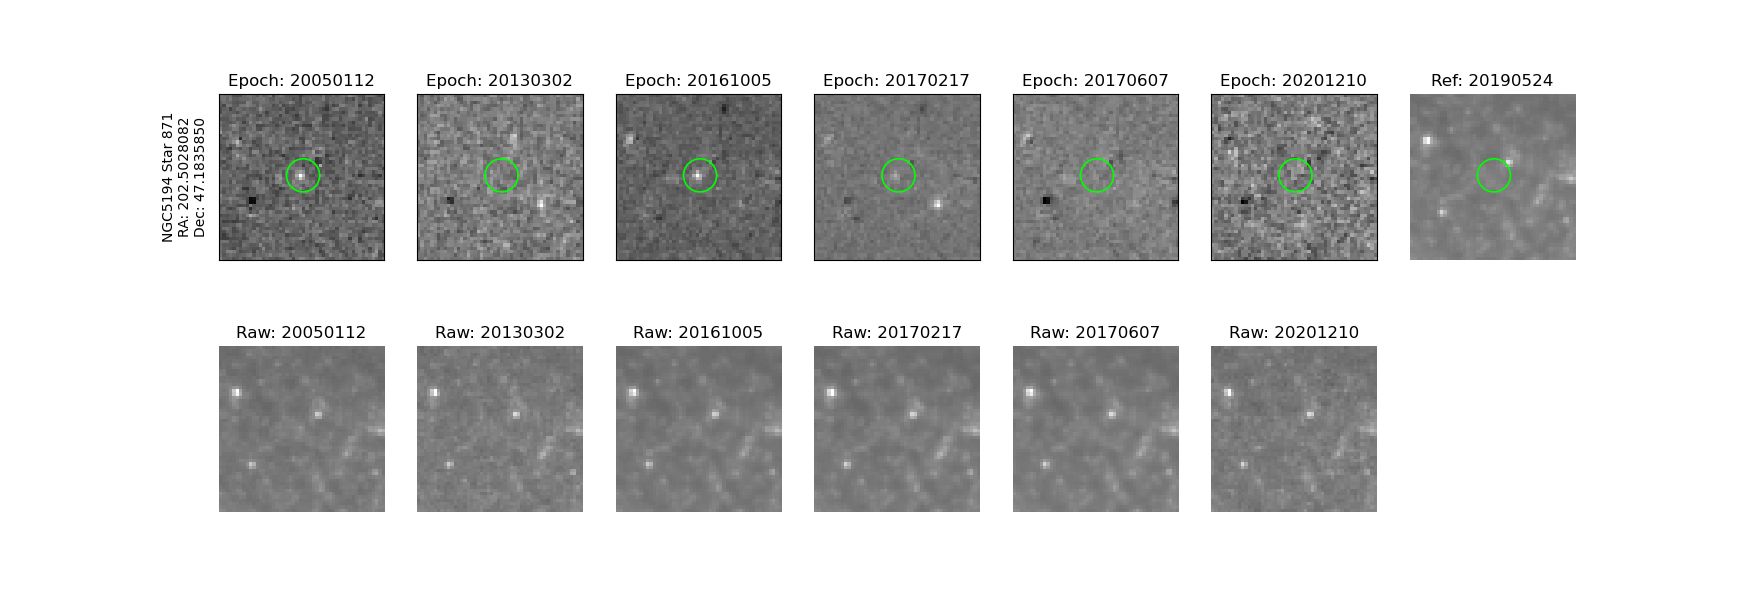 Epoch: 20050112
Epoch: 20130302
Epoch: 20161005
Epoch: 20170217
Epoch: 20170607
Epoch: 20201210
Ref: 20190524
NGC5194 Star 871
RA: 202.5028082
Dec: 47.1835850
Raw: 20050112
Raw: 20130302
Raw: 20161005
Raw: 20170217
Raw: 20170607
Raw: 20201210